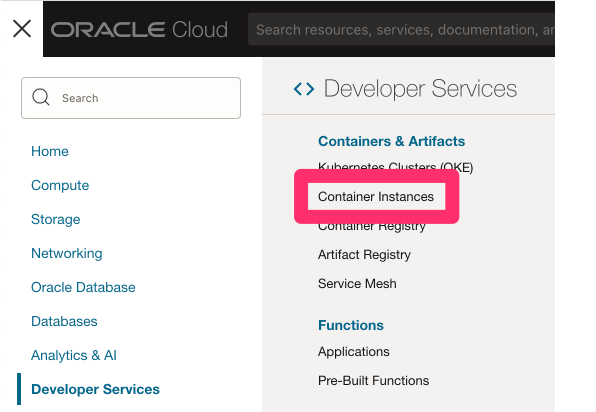 ORACLE Cloud
Search resources, services, documentation, an
Search
Home
Compute
Storage
Networking
Oracle Database
Databases
Analytics & AI
Developer Services
Developer Services
Containers & Artifacts
Kubernetes Clusters (OKE)
Container Instances
Container Registry
Artifact Registry
Service Mesh
Functions
Applications
Pre-Built Functions